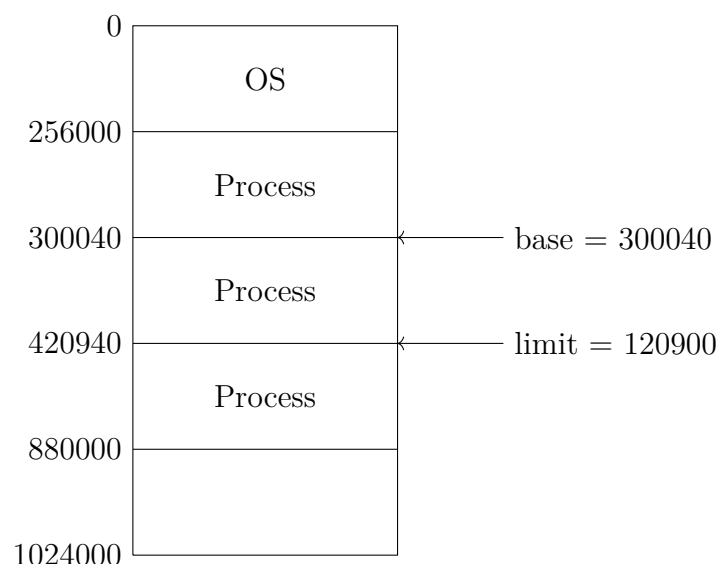 0
OS
256000
Process
300040
base = 300040
Process
420940
limit = 120900
Process
880000
1024000